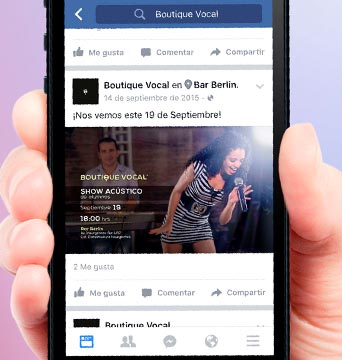 Boutique Vocal
Me gusta Comentar Compartir
Boutique Vocal en Bar Berlin.
14 de septiembre de 2015
¡Nos vemos este 19 de Septiembre!
BOUTIQUE VOCAL
SHOW ACÚSTICO
de alumnos
Septiembre 19
18:00 hrs
Bar Berlin
2 Me gusta
Me gusta Comentar Compartir
Boutique Vocal